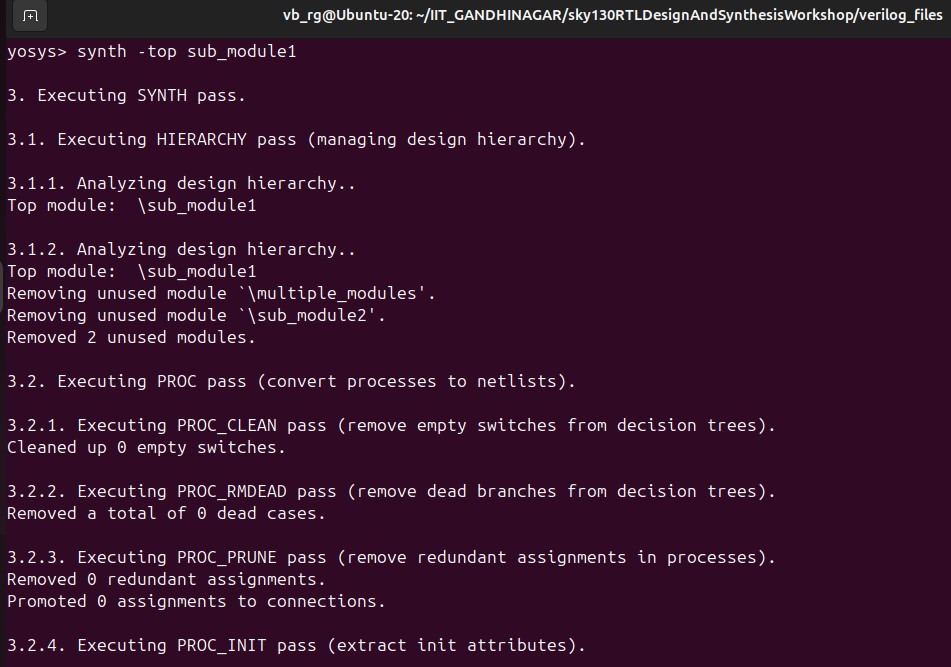 vb_rg@Ubuntu-20: ~/IIT_GANDHINAGAR/sky130RTLDesignAndSynthesisWorkshop/verilog_files
yosys> synth -top sub_module1
3. Executing SYNTH pass.
3.1. Executing HIERARCHY pass (managing design hierarchy).
3.1.1. Analyzing design hierarchy..
Top module:  \sub_module1
3.1.2. Analyzing design hierarchy..
Top module:  \sub_module1
Removing unused module `\multiple_modules'.
Removing unused module `\sub_module2'.
Removed 2 unused modules.
3.2. Executing PROC pass (convert processes to netlists).
3.2.1. Executing PROC_CLEAN pass (remove empty switches from decision trees).
Cleaned up 0 empty switches.
3.2.2. Executing PROC_RMDEAD pass (remove dead branches from decision trees).
Removed a total of 0 dead cases.
3.2.3. Executing PROC_PRUNE pass (remove redundant assignments in processes).
Removed 0 redundant assignments.
Promoted 0 assignments to connections.
3.2.4. Executing PROC_INIT pass (extract init attributes).